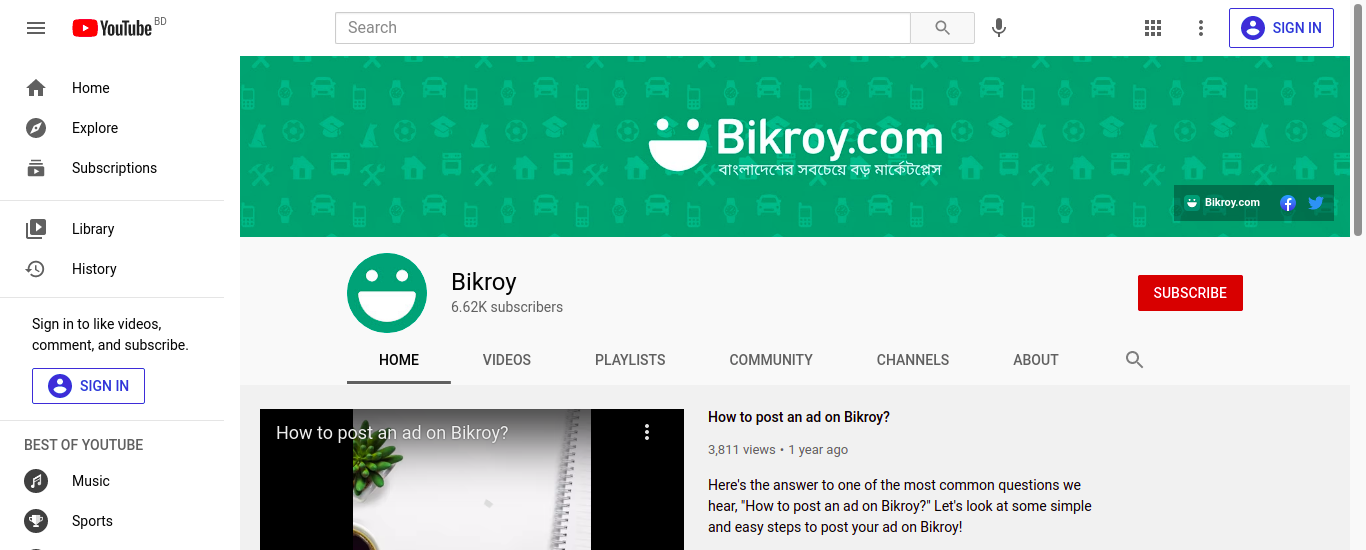 YouTube BD
Search
SIGN IN
Home
Explore
Subscriptions
Library
History
Sign in to like videos,
comment, and subscribe.
SIGN IN
BEST OF YOUTUBE
Music
Sports
Bikroy.com
বাংলাদেশের সবচেয়ে বড় মার্কেটপ্লেস
Bikroy.com
Bikroy
6.62K subscribers
SUBSCRIBE
HOME VIDEOS PLAYLISTS COMMUNITY CHANNELS ABOUT
How to post an ad on Bikroy?
How to post an ad on Bikroy?
3,811 views • 1 year ago
Here's the answer to one of the most common questions we
hear, "How to post an ad on Bikroy?" Let's look at some simple
and easy steps to post your ad on Bikroy!